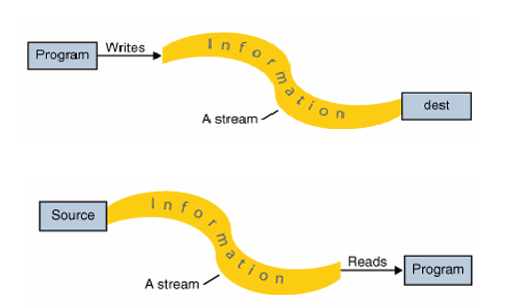 Program
Writes
Information
A stream
dest
Source
Information
A stream
Reads
Program